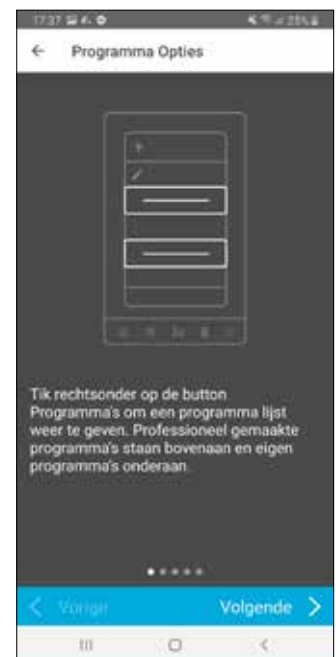 17:37
25%
Programma Opties
Tik rechtsonder op de button
Programma's om een programma lijst
weer te geven. Professioneel gemaakte
programma's staan bovenaan en eigen
programma's onderaan.
Vorige
Volgende